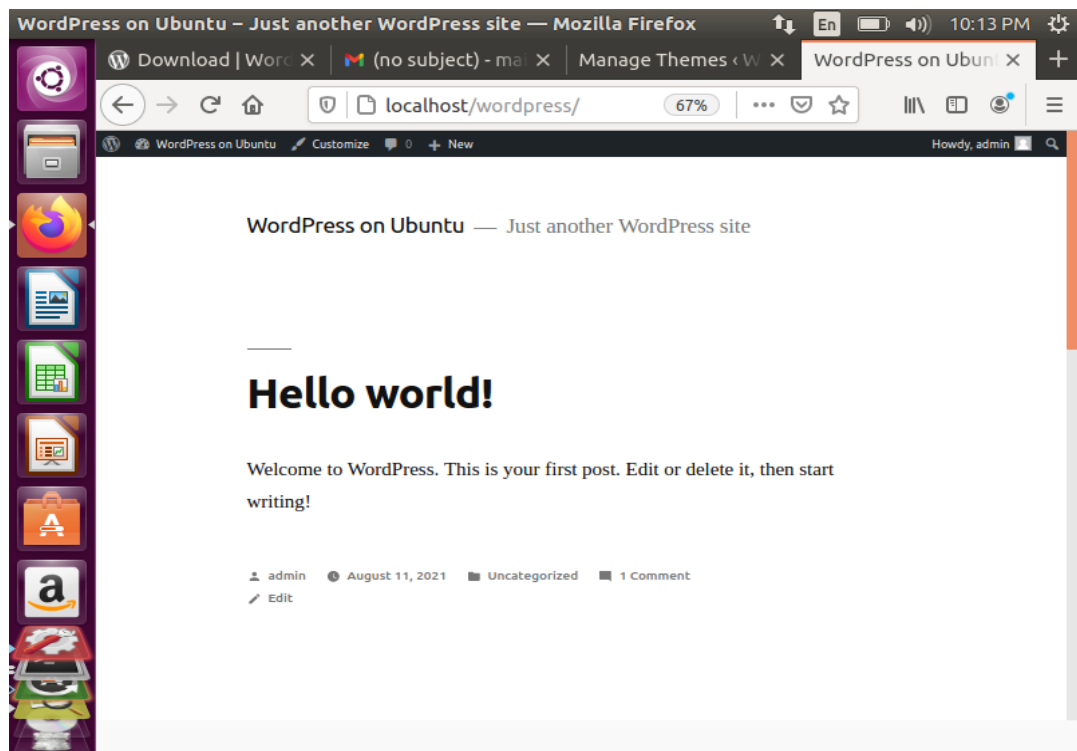 WordPress on Ubuntu – Just another WordPress site — Mozilla Firefox En 10:13 PM
Download | Word (no subject) - mai Manage Themes ‹ W WordPress on Ubunt
localhost/wordpress/ 67%
WordPress on Ubuntu Customize 0 New Howdy, admin
WordPress on Ubuntu — Just another WordPress site
Hello world!
Welcome to WordPress. This is your first post. Edit or delete it, then start
writing!
admin August 11, 2021 Uncategorized 1 Comment
Edit
a